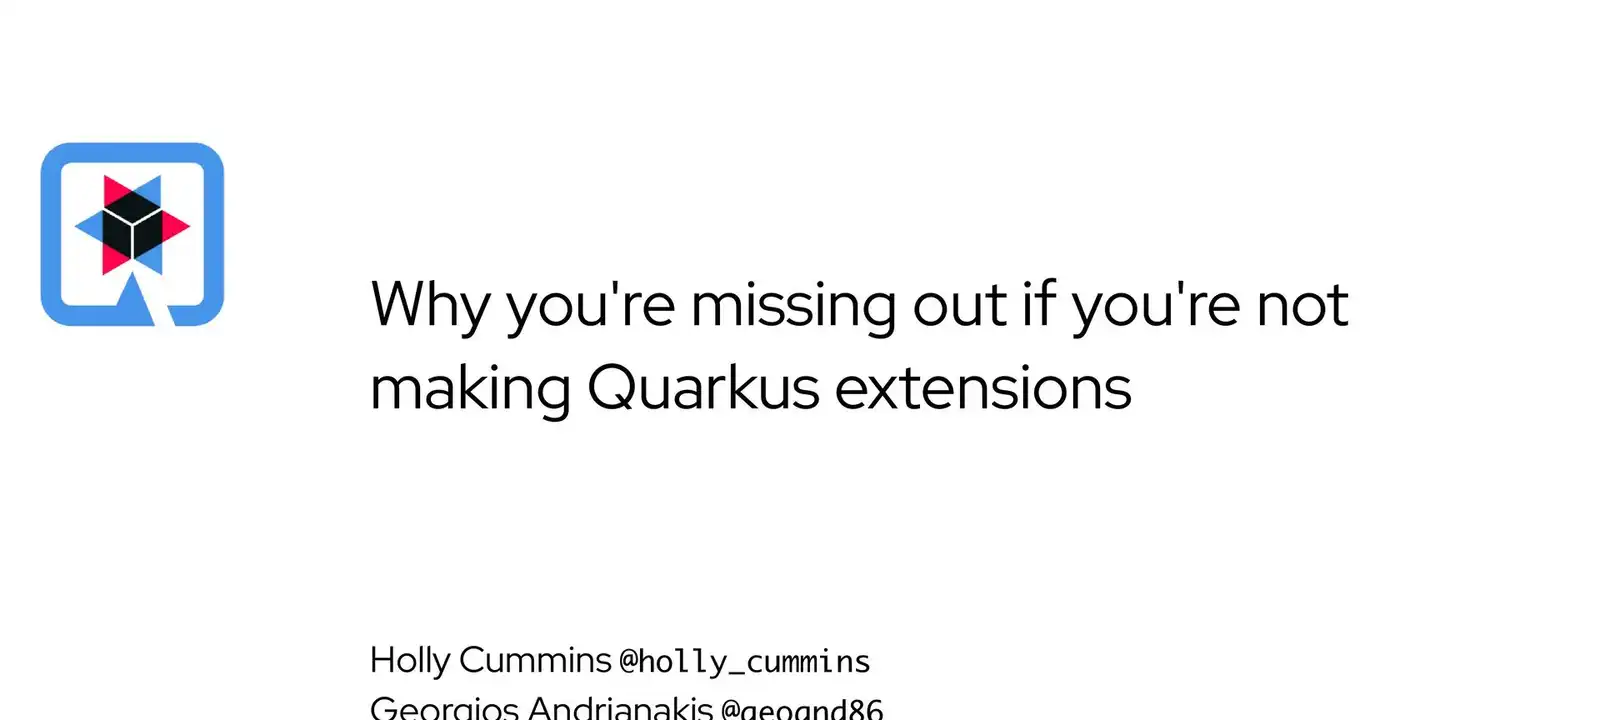 Why you're missing out if you're not
making Quarkus extensions
Holly Cummins @holly_cummins
Georgios Andrianakis @geoand86